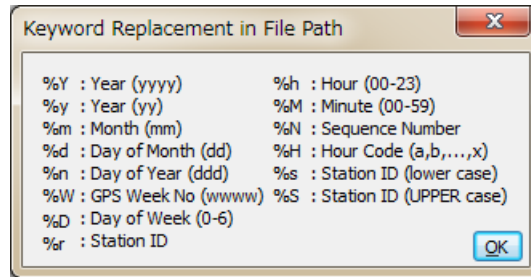 Keyword Replacement in File Path
%Y : Year (yyyy)
%y : Year (yy)
%m : Month (mm)
%d : Day of Month (dd)
%n : Day of Year (ddd)
%W : GPS Week No (wwww)
%D : Day of Week (0-6)
%r : Station ID
%h : Hour (00-23)
%M : Minute (00-59)
%N : Sequence Number
%H : Hour Code (a,b,...,x)
%s : Station ID (lower case)
%S : Station ID (UPPER case)
OK